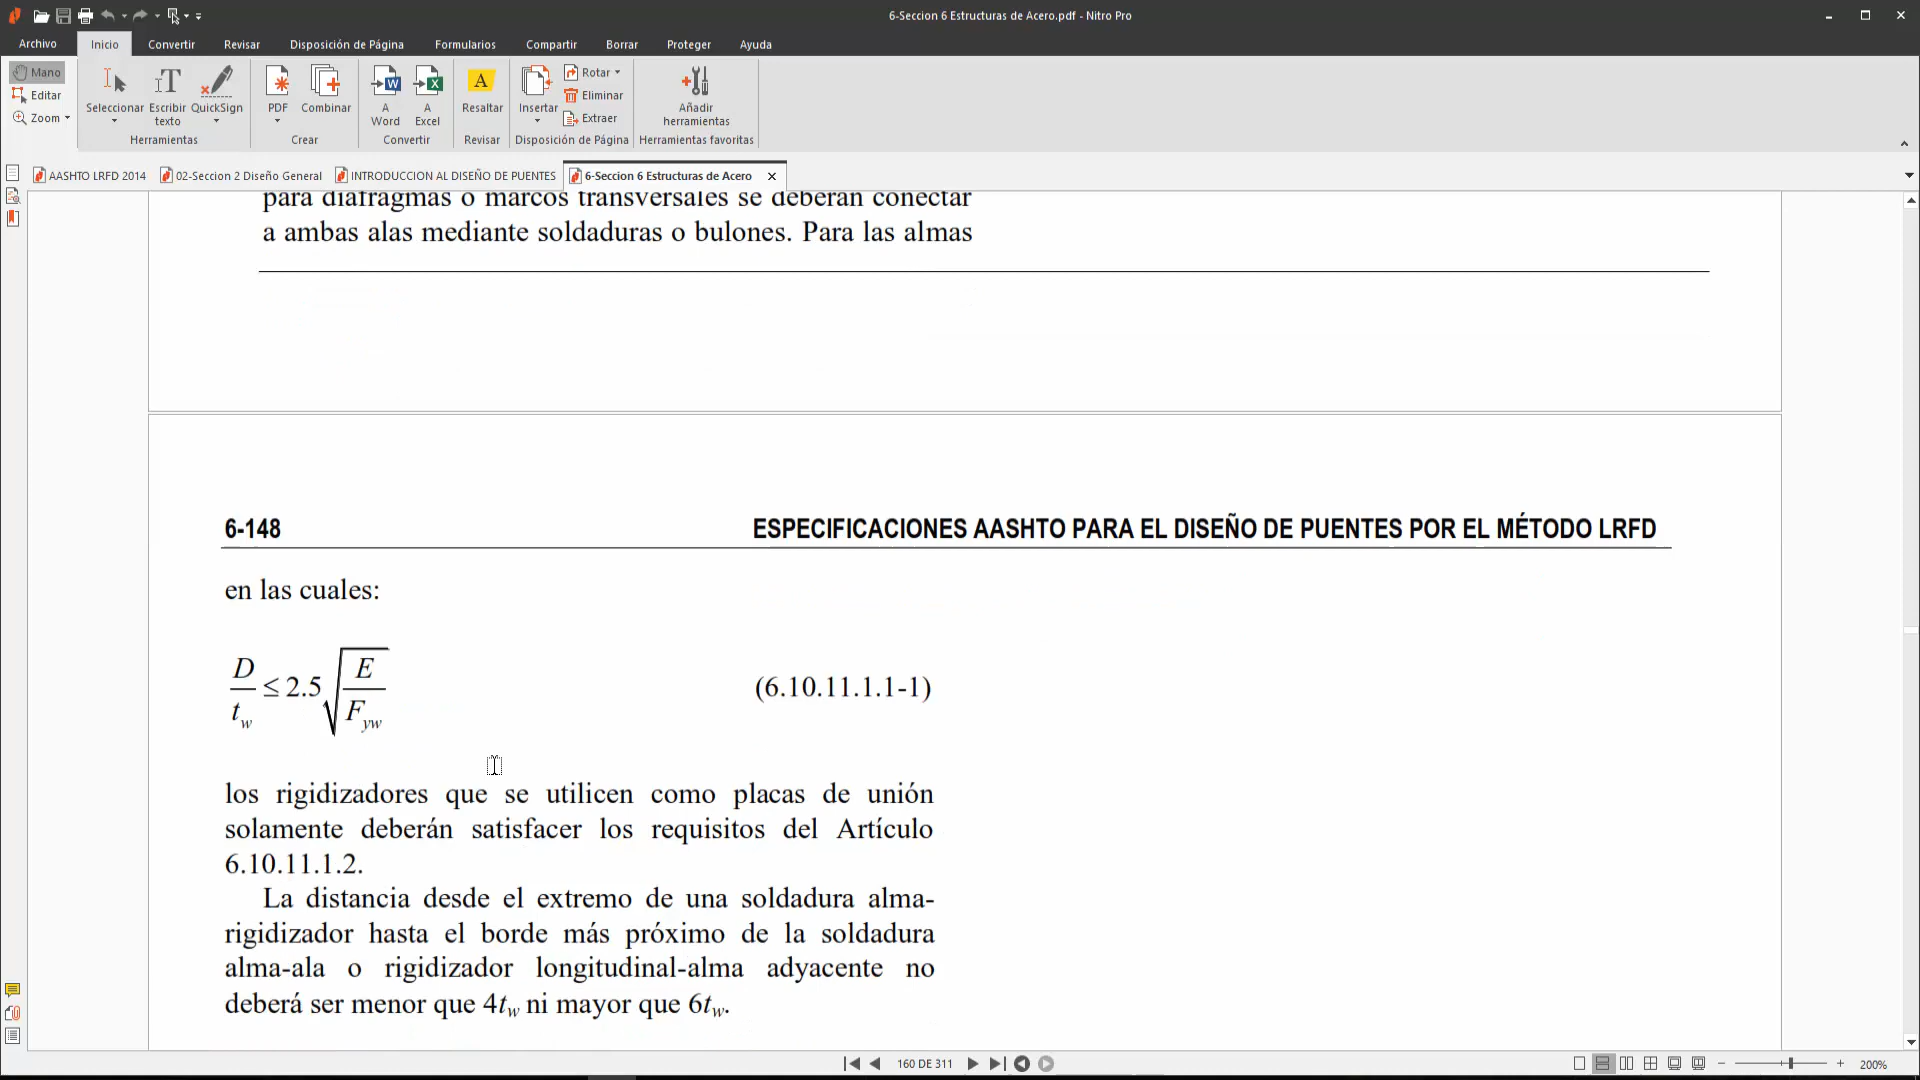 6-Seccion 6 Estructuras de Acero.pdf - Nitro Pro
Archivo Inicio Convertir Revisar Disposición de Página Formularios Compartir Borrar Proteger Ayuda
Mano
Editar
Zoom
Seleccionar
Escribir texto
QuickSign
Herramientas
PDF
Combinar
Crear
A Word
A Excel
Convertir
Resaltar
Revisar
Insertar
Rotar
Eliminar
Extraer
Disposición de Página
Añadir herramientas
Herramientas favoritas
AASHTO LRFD 2014
02-Seccion 2 Diseño General
INTRODUCCION AL DISEÑO DE PUENTES
6-Seccion 6 Estructuras de Acero
para diafragmas o marcos transversales se deberán conectar
a ambas alas mediante soldaduras o bulones. Para las almas
6-148 ESPECIFICACIONES AASHTO PARA EL DISEÑO DE PUENTES POR EL MÉTODO LRFD
en las cuales:
D/t_w ≤ 2.5 √(E/F_yw) (6.10.11.1.1-1)
los rigidizadores que se utilicen como placas de unión
solamente deberán satisfacer los requisitos del Artículo
6.10.11.1.2.
La distancia desde el extremo de una soldadura alma-
rigidizador hasta el borde más próximo de la soldadura
alma-ala o rigidizador longitudinal-alma adyacente no
deberá ser menor que 4t_w ni mayor que 6t_w.
160 DE 311
200%